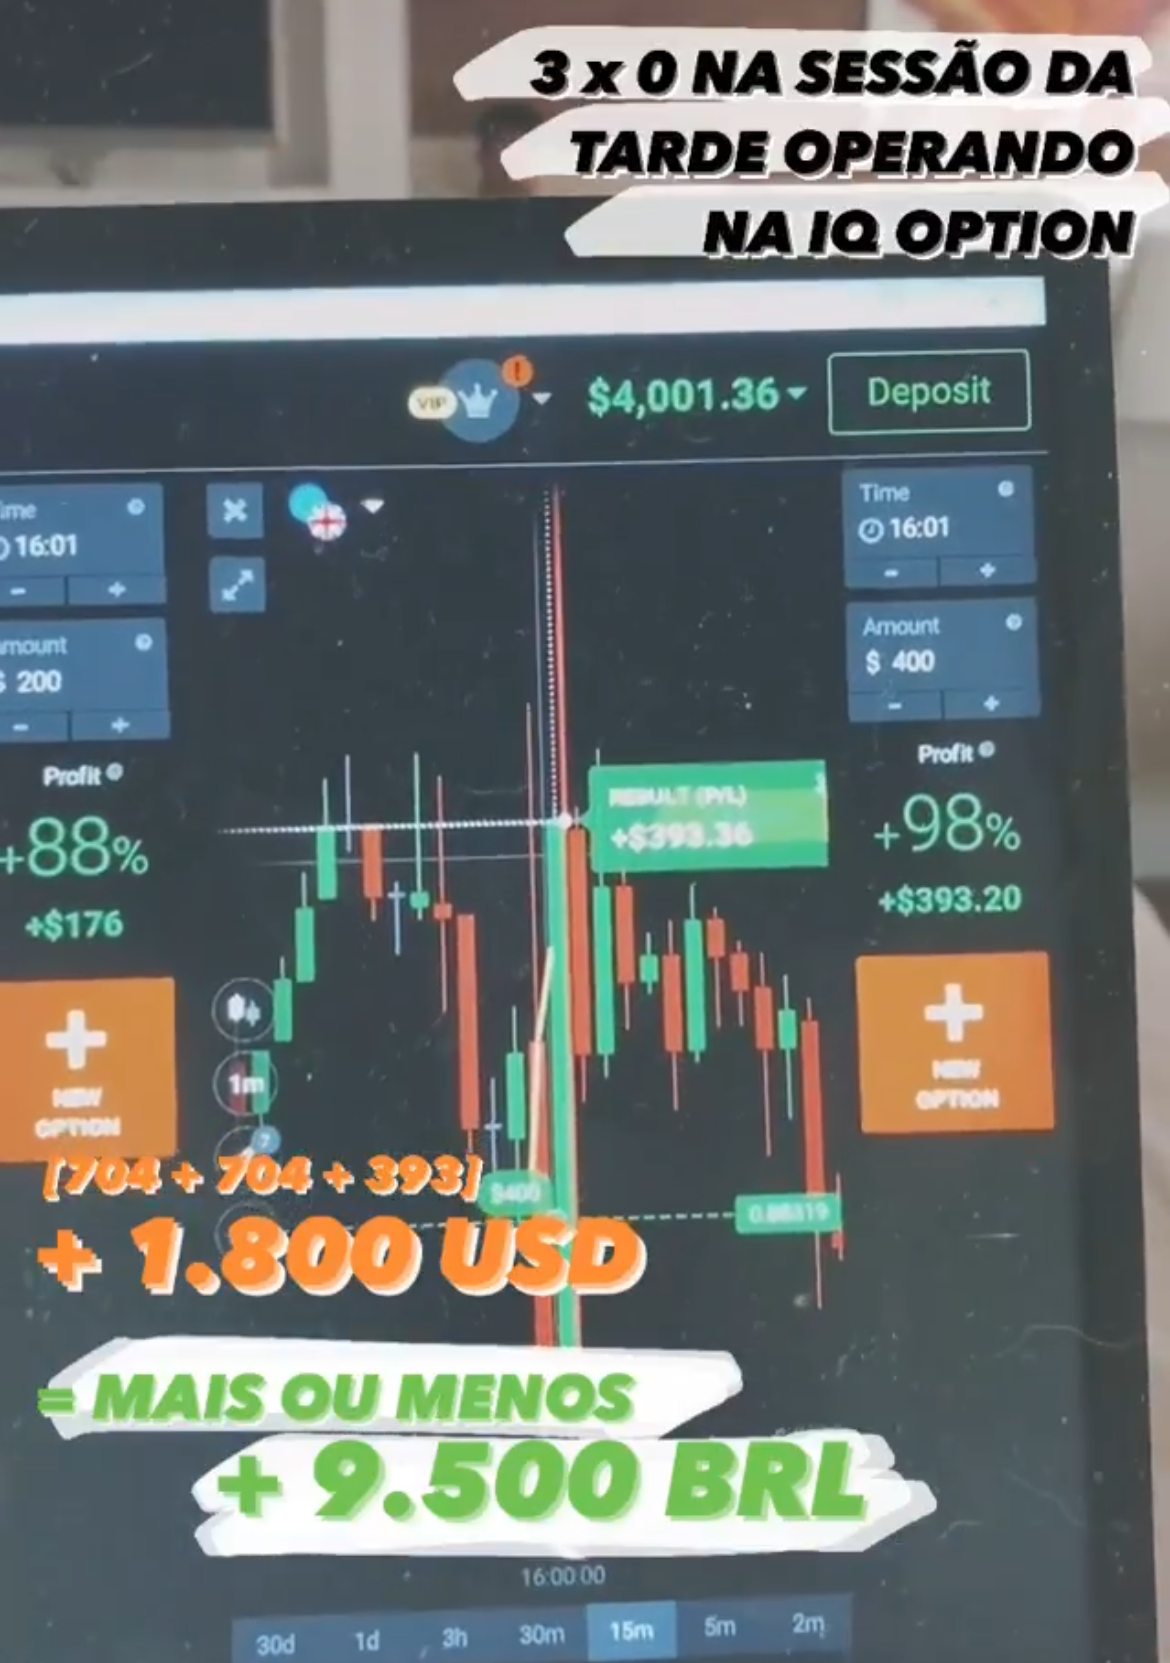 3 x 0 NA SESSÃO DA
TARDE OPERANDO
NA IQ OPTION
VIP
$4,001.36
Deposit
ime
16:01
- +
mount
$ 200
- +
Profit
+88%
+$176
NEW
OPTION
1m
7
RESULT (P/L)
+$393.36
Time
16:01
- +
Amount
$ 400
- +
Profit
+98%
+$393.20
NEW
OPTION
[704 + 704 + 393]
$400
+ 1.800 USD
= MAIS OU MENOS
+ 9.500 BRL
16:00:00
30d 1d 3h 30m 15m 5m 2m